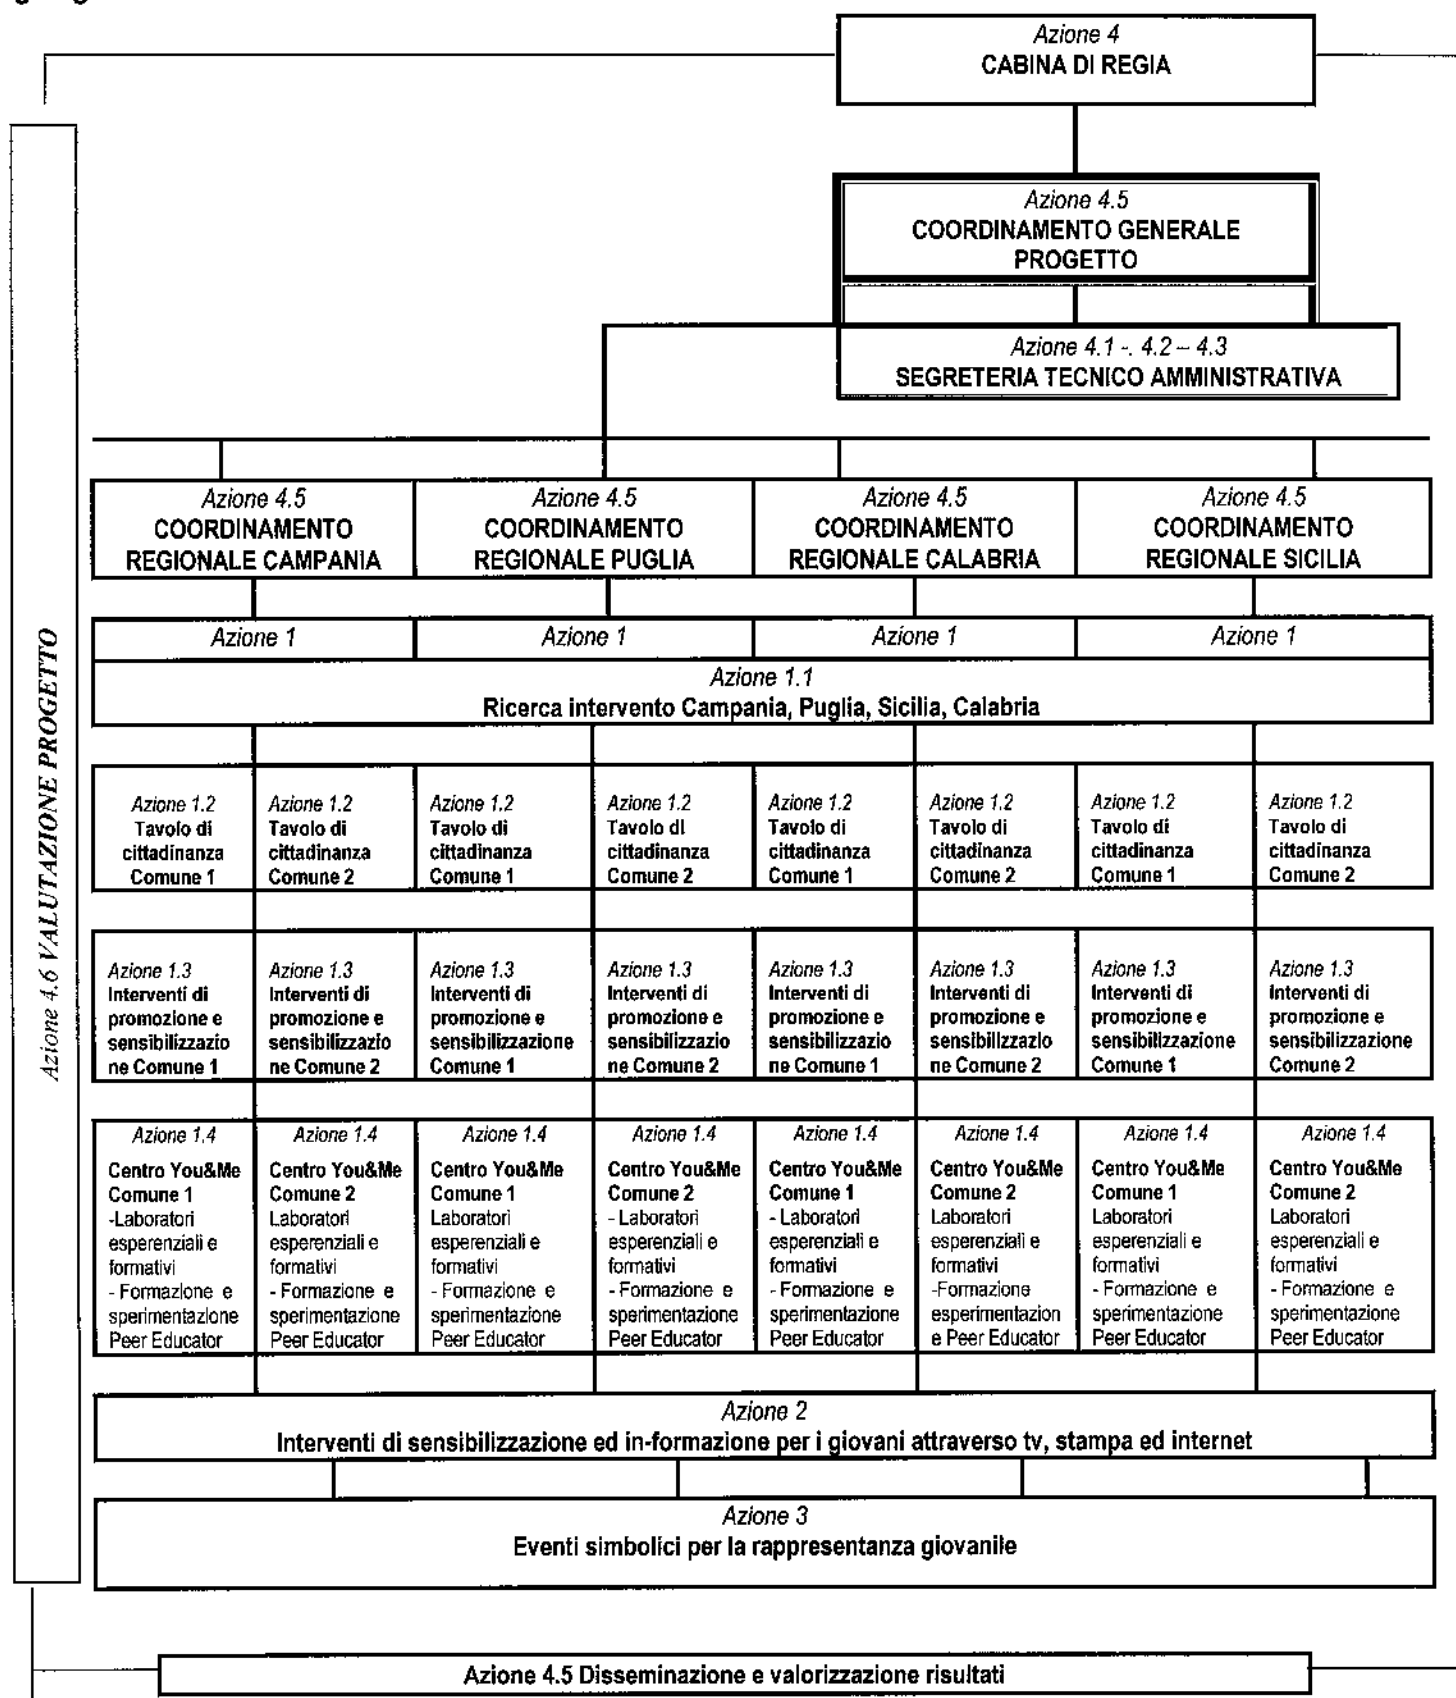 Azione 4
CABINA DI REGIA
Azione 4.5
COORDINAMENTO GENERALE
PROGETTO
Azione 4.1 -. 4.2 – 4.3
SEGRETERIA TECNICO AMMINISTRATIVA
Azione 4.6 VALUTAZIONE PROGETTO
Azione 4.5
COORDINAMENTO
REGIONALE CAMPANIA
Azione 4.5
COORDINAMENTO
REGIONALE PUGLIA
Azione 4.5
COORDINAMENTO
REGIONALE CALABRIA
Azione 4.5
COORDINAMENTO
REGIONALE SICILIA
Azione 1
Azione 1
Azione 1
Azione 1
Azione 1.1
Ricerca intervento Campania, Puglia, Sicilia, Calabria
Azione 1.2
Tavolo di
cittadinanza
Comune 1
Azione 1.2
Tavolo di
cittadinanza
Comune 2
Azione 1.2
Tavolo di
cittadinanza
Comune 1
Azione 1.2
Tavolo di
cittadinanza
Comune 2
Azione 1.2
Tavolo di
cittadinanza
Comune 1
Azione 1.2
Tavolo di
cittadinanza
Comune 2
Azione 1.2
Tavolo di
cittadinanza
Comune 1
Azione 1.2
Tavolo di
cittadinanza
Comune 2
Azione 1.3
Interventi di
promozione e
sensibilizzazio
ne Comune 1
Azione 1.3
Interventi di
promozione e
sensibilizzazio
ne Comune 2
Azione 1.3
Interventi di
promozione e
sensibilizzazione
Comune 1
Azione 1.3
Interventi di
promozione e
sensibilizzazio
ne Comune 2
Azione 1.3
Interventi di
promozione e
sensibilizzazio
ne Comune 1
Azione 1.3
Interventi di
promozione e
sensibilizzazio
ne Comune 2
Azione 1.3
Interventi di
promozione e
sensibilizzazione
Comune 1
Azione 1.3
Interventi di
promozione e
sensibilizzazione
Comune 2
Azione 1.4
Centro You&Me
Comune 1
-Laboratori
esperenziali e
formativi
- Formazione e
sperimentazione
Peer Educator
Azione 1.4
Centro You&Me
Comune 2
Laboratori
esperenziali e
formativi
- Formazione e
sperimentazione
Peer Educator
Azione 1.4
Centro You&Me
Comune 1
Laboratori
esperenziali e
formativi
- Formazione e
sperimentazione
Peer Educator
Azione 1.4
Centro You&Me
Comune 2
- Laboratori
esperenziali e
formativi
- Formazione e
sperimentazione
Peer Educator
Azione 1.4
Centro You&Me
Comune 1
- Laboratori
esperenziali e
formativi
- Formazione e
sperimentazione
Peer Educator
Azione 1.4
Centro You&Me
Comune 2
Laboratori
esperenziali e
formativi
-Formazione
esperimentazion
e Peer Educator
Azione 1.4
Centro You&Me
Comune 1
Laboratori
esperenziali e
formativi
- Formazione e
sperimentazione
Peer Educator
Azione 1.4
Centro You&Me
Comune 2
Laboratori
esperenziali e
formativi
- Formazione e
sperimentazione
Peer Educator
Azione 2
Interventi di sensibilizzazione ed in-formazione per i giovani attraverso tv, stampa ed internet
Azione 3
Eventi simbolici per la rappresentanza giovanile
Azione 4.5 Disseminazione e valorizzazione risultati